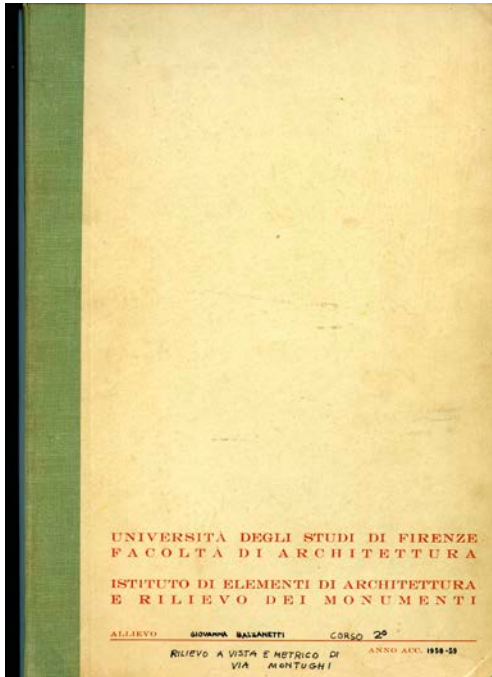 UNIVERSITÀ DEGLI STUDI DI FIRENZE
FACOLTÀ DI ARCHITETTURA
ISTITUTO DI ELEMENTI DI ARCHITETTURA
E RILIEVO DEI MONUMENTI
ALLIEVO GIOVANNA BALZANETTI CORSO 2º
RILIEVO A VISTA E METRICO DI ANNO ACC. 1958-59
VIA MONTUGHI